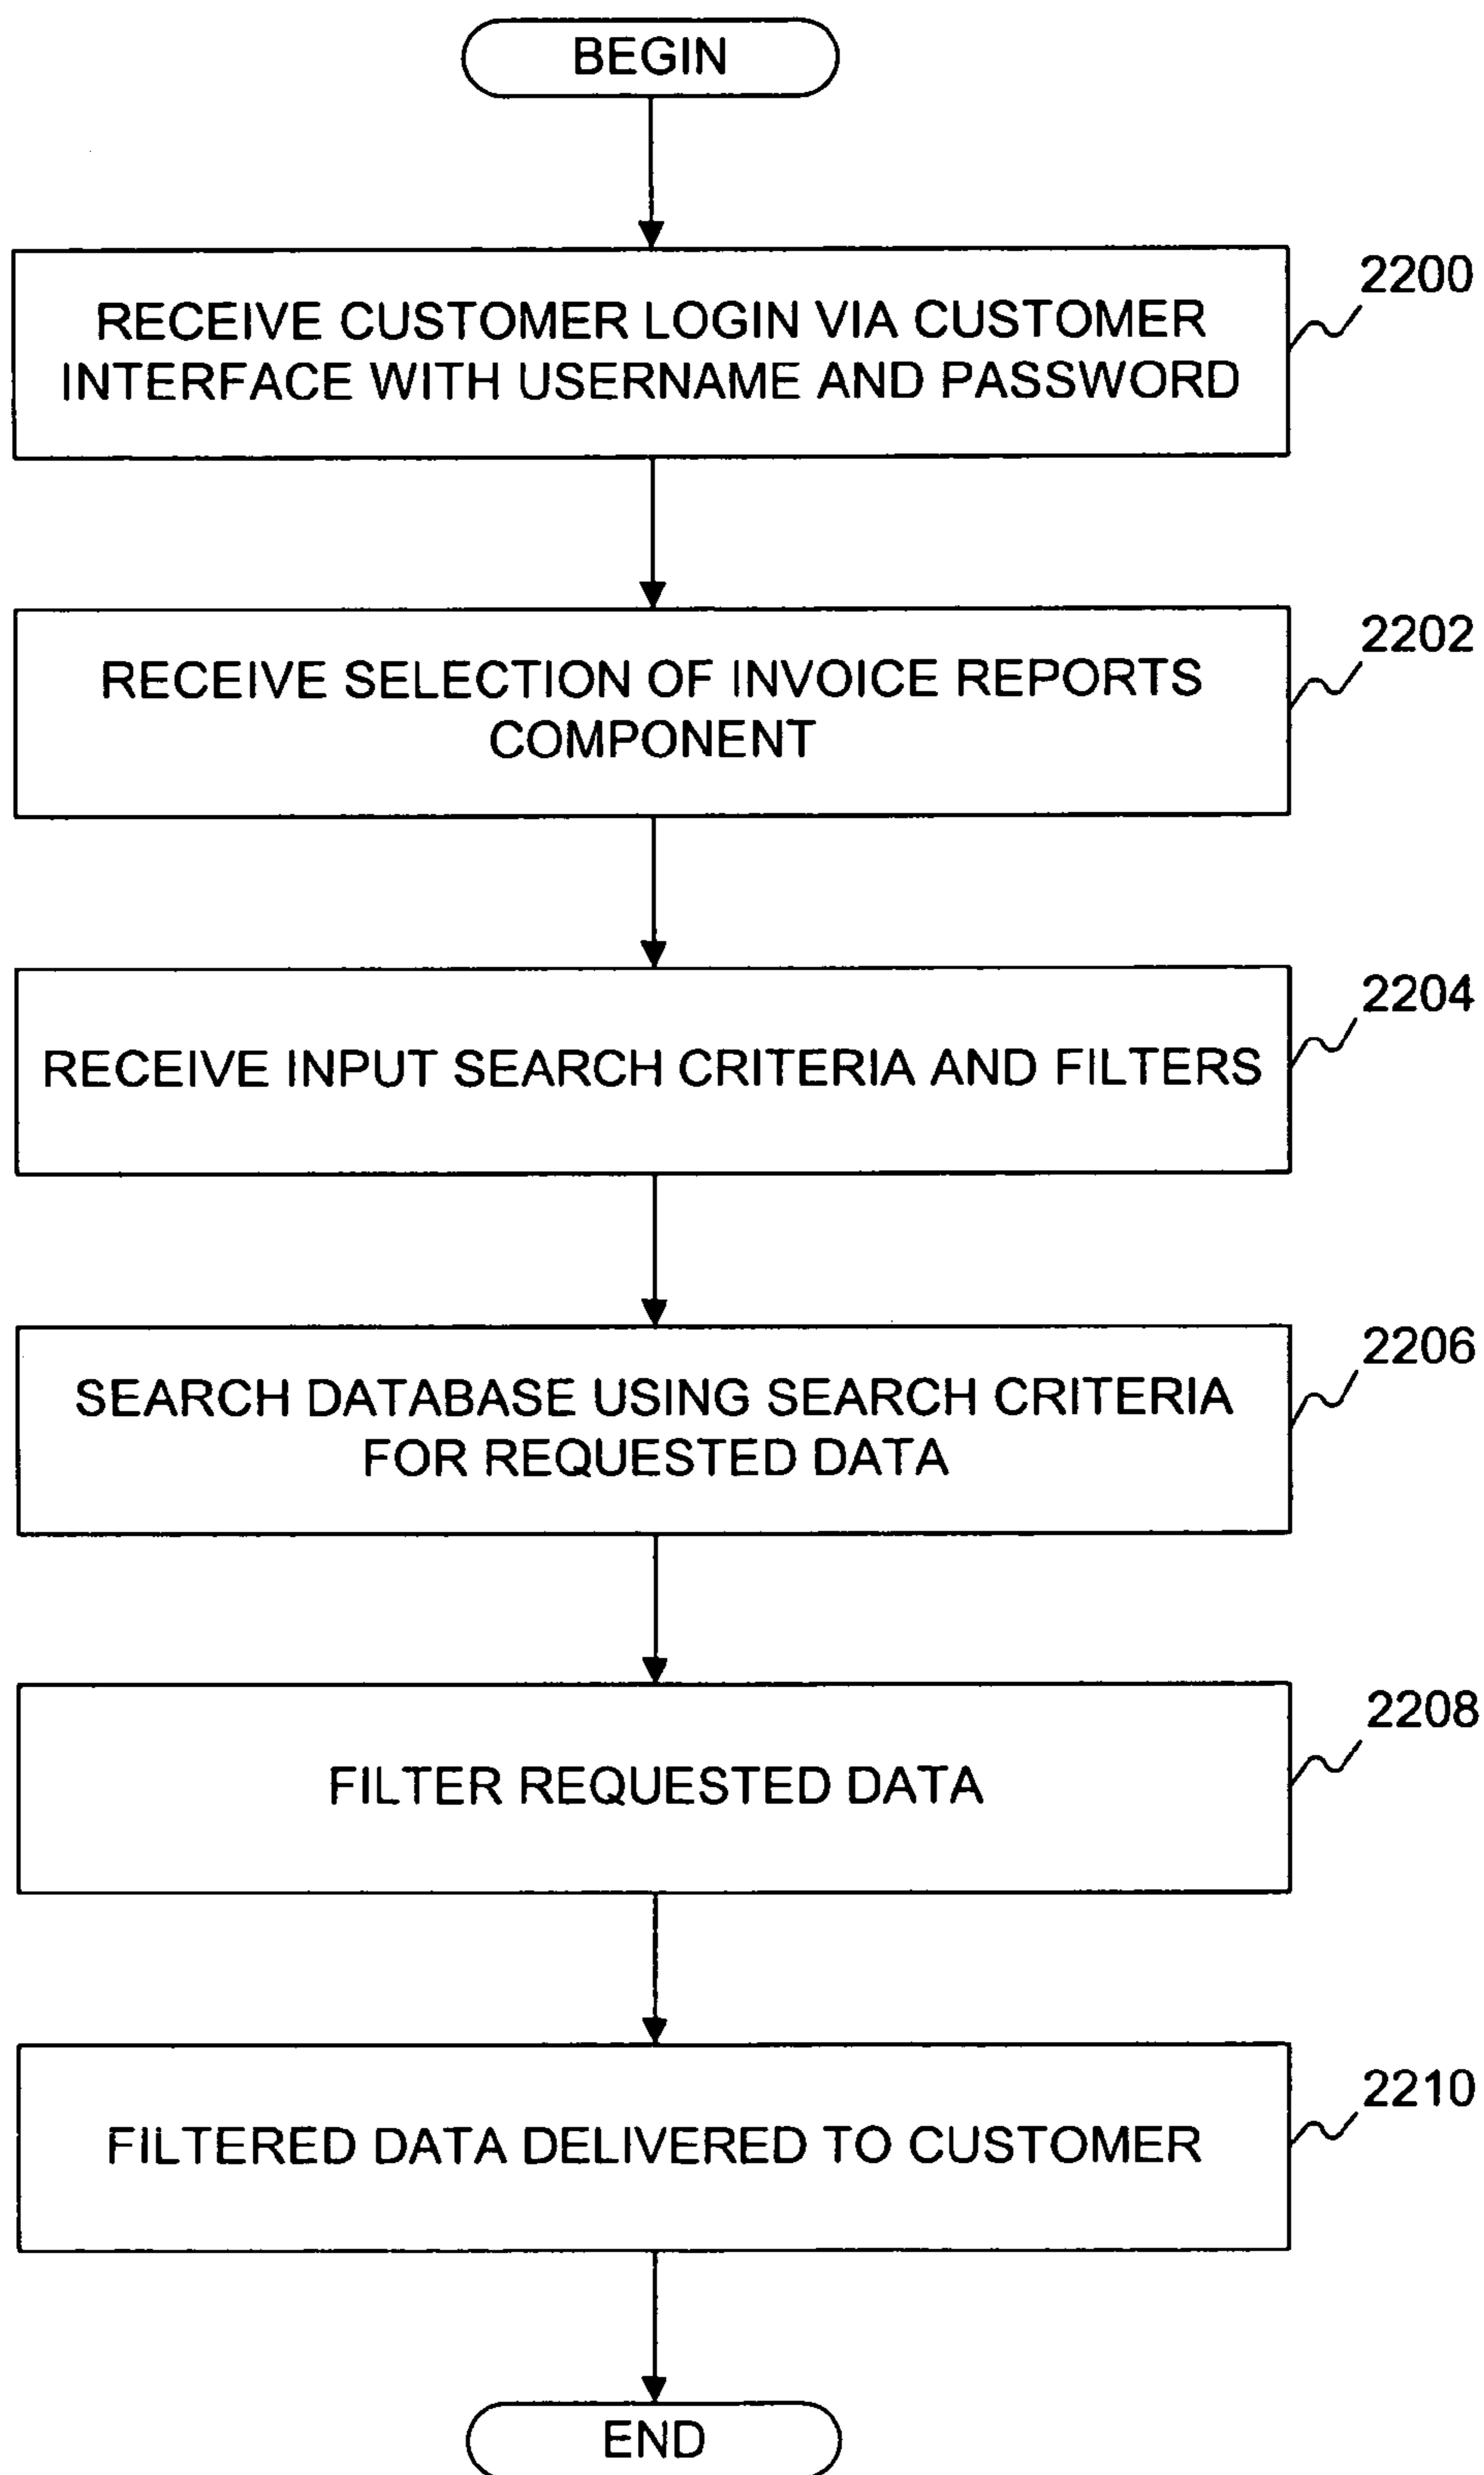 BEGIN
RECEIVE CUSTOMER LOGIN VIA CUSTOMER
INTERFACE WITH USERNAME AND PASSWORD
2200
RECEIVE SELECTION OF INVOICE REPORTS
COMPONENT
2202
RECEIVE INPUT SEARCH CRITERIA AND FILTERS
2204
SEARCH DATABASE USING SEARCH CRITERIA
FOR REQUESTED DATA
2206
FILTER REQUESTED DATA
2208
FILTERED DATA DELIVERED TO CUSTOMER
2210
END